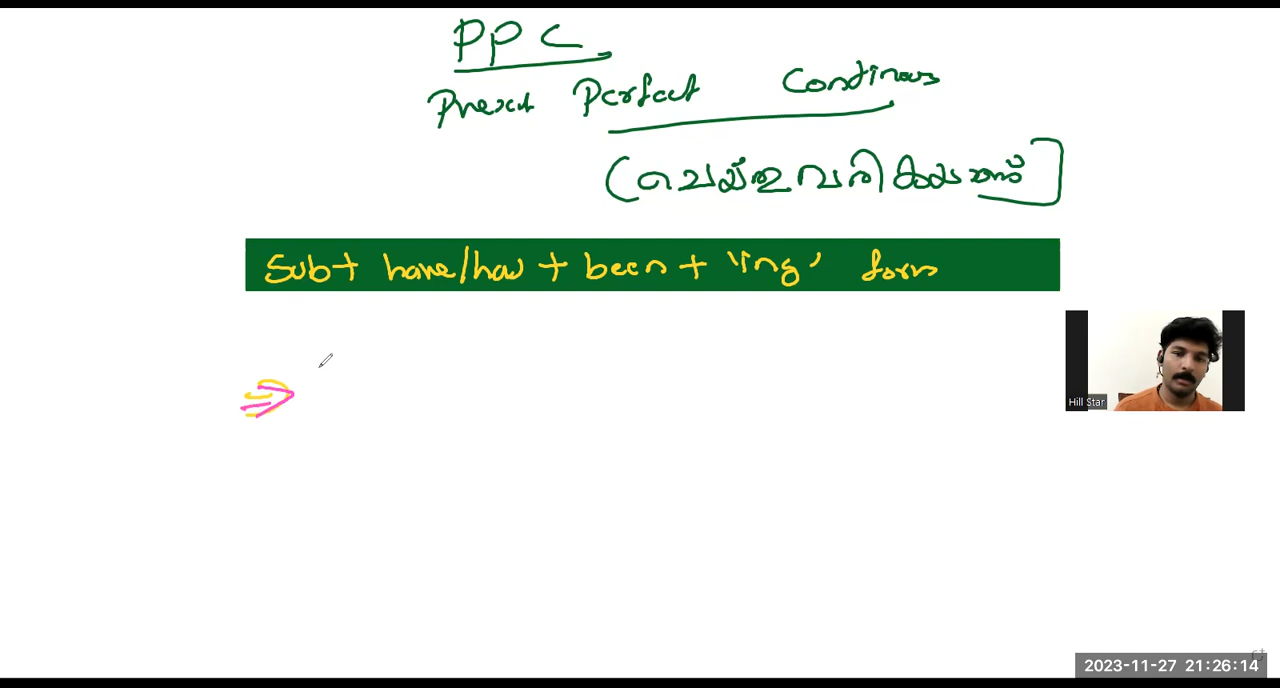 PPC
Present Perfect Continous
(ചെയ്തുവരികയാണ്]
Sub+ have/has + been + 'ing' form
Hill Star
2023-11-27 21:26:14